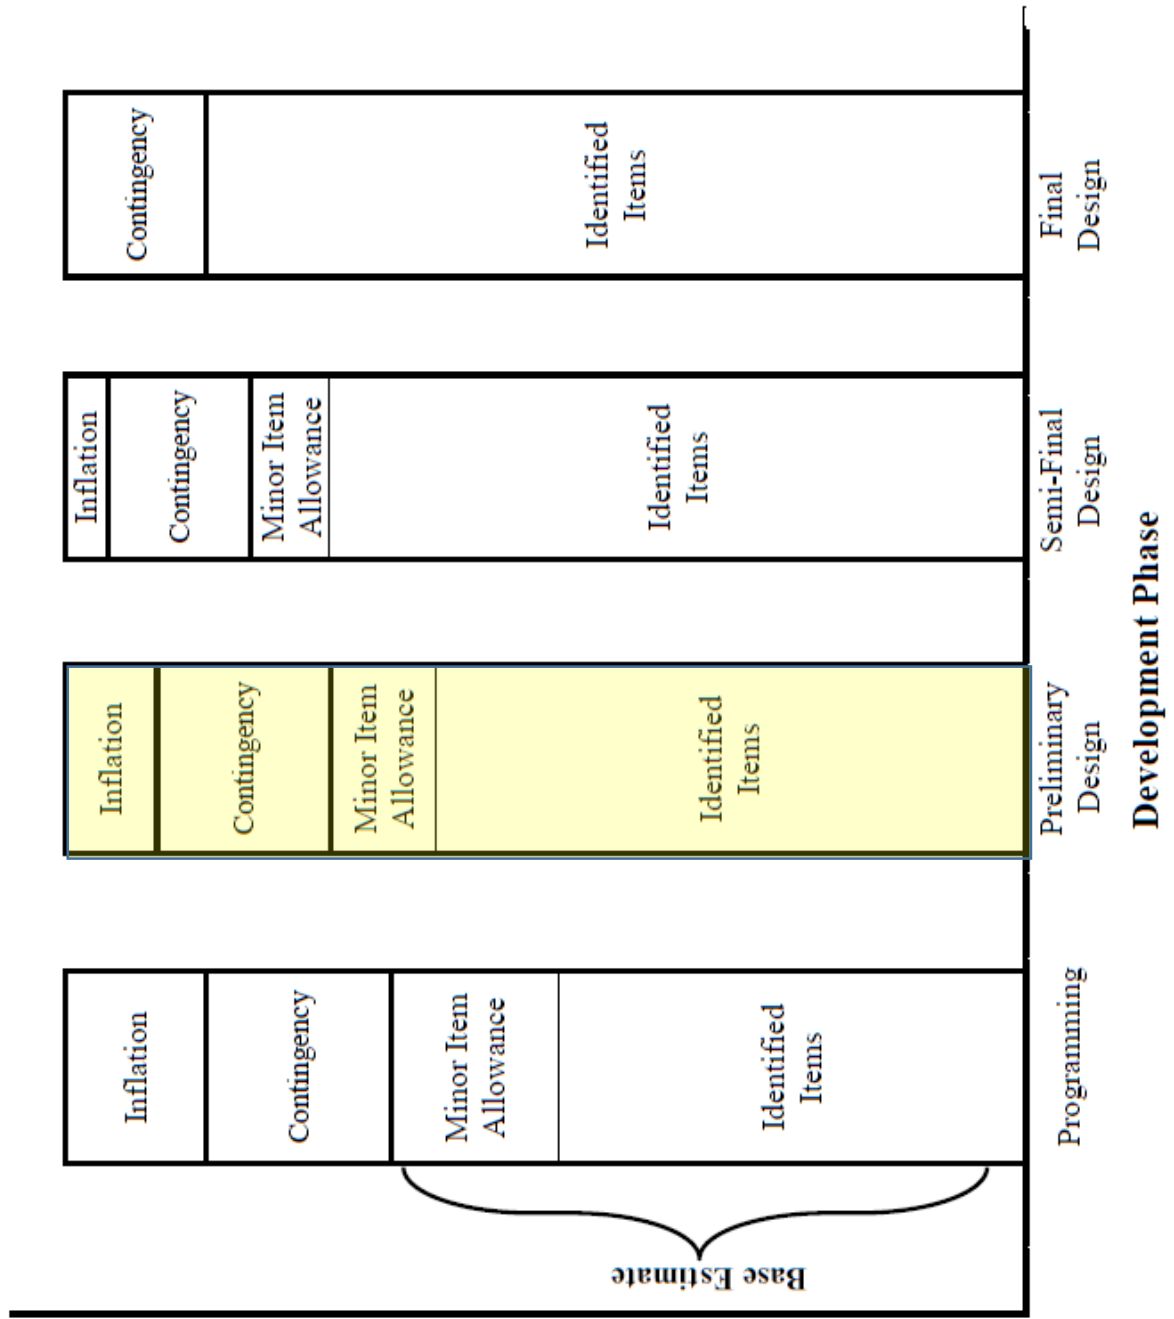 Inflation
Contingency
Minor Item
Allowance
Identified
Items
Programming
Base Estimate
Inflation
Contingency
Minor Item
Allowance
Identified
Items
Preliminary
Design
Inflation
Contingency
Minor Item
Allowance
Identified
Items
Semi-Final
Design
Contingency
Identified
Items
Final
Design
Development Phase